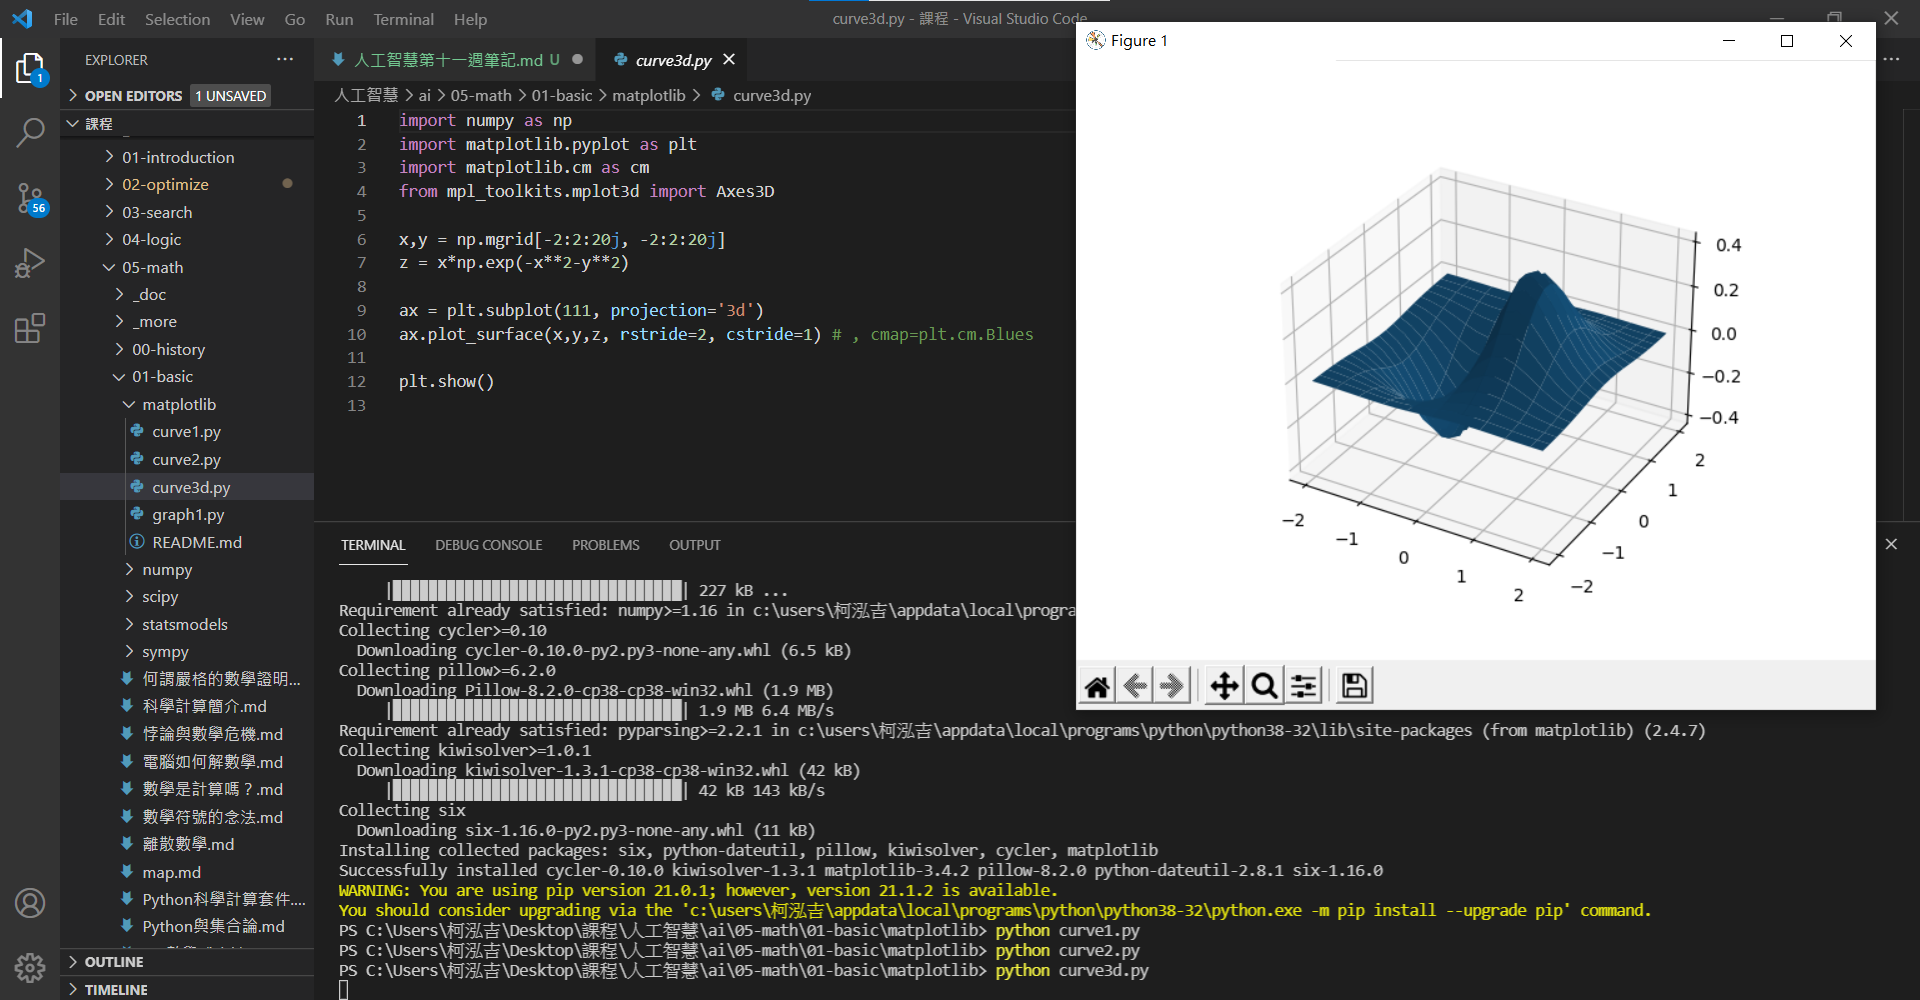 File Edit Selection View Go Run Terminal Help
curve3d.py - 課程 - Visual Studio Code
EXPLORER
OPEN EDITORS 1 UNSAVED
課程
01-introduction
02-optimize
03-search
04-logic
05-math
_doc
_more
00-history
01-basic
matplotlib
curve1.py
curve2.py
curve3d.py
graph1.py
README.md
numpy
scipy
statsmodels
sympy
何謂嚴格的數學證明...
科學計算簡介.md
悖論與數學危機.md
電腦如何解數學.md
數學是計算嗎？.md
數學符號的念法.md
離散數學.md
map.md
Python科學計算套件....
Python與集合論.md
OUTLINE
TIMELINE
1
56
人工智慧第十一週筆記.md U
curve3d.py
人工智慧 > ai > 05-math > 01-basic > matplotlib > curve3d.py
1 import numpy as np
2 import matplotlib.pyplot as plt
3 import matplotlib.cm as cm
4 from mpl_toolkits.mplot3d import Axes3D
5
6 x,y = np.mgrid[-2:2:20j, -2:2:20j]
7 z = x*np.exp(-x**2-y**2)
8
9 ax = plt.subplot(111, projection='3d')
10 ax.plot_surface(x,y,z, rstride=2, cstride=1) # , cmap=plt.cm.Blues
11
12 plt.show()
13
TERMINAL DEBUG CONSOLE PROBLEMS OUTPUT
|████████████████████████████████| 227 kB ...
Requirement already satisfied: numpy>=1.16 in c:\users\柯泓吉\appdata\local\progra
Collecting cycler>=0.10
Downloading cycler-0.10.0-py2.py3-none-any.whl (6.5 kB)
Collecting pillow>=6.2.0
Downloading Pillow-8.2.0-cp38-cp38-win32.whl (1.9 MB)
|████████████████████████████████| 1.9 MB 6.4 MB/s
Requirement already satisfied: pyparsing>=2.2.1 in c:\users\柯泓吉\appdata\local\programs\python\python38-32\lib\site-packages (from matplotlib) (2.4.7)
Collecting kiwisolver>=1.0.1
Downloading kiwisolver-1.3.1-cp38-cp38-win32.whl (42 kB)
|████████████████████████████████| 42 kB 143 kB/s
Collecting six
Downloading six-1.16.0-py2.py3-none-any.whl (11 kB)
Installing collected packages: six, python-dateutil, pillow, kiwisolver, cycler, matplotlib
Successfully installed cycler-0.10.0 kiwisolver-1.3.1 matplotlib-3.4.2 pillow-8.2.0 python-dateutil-2.8.1 six-1.16.0
WARNING: You are using pip version 21.0.1; however, version 21.1.2 is available.
You should consider upgrading via the 'c:\users\柯泓吉\appdata\local\programs\python\python38-32\python.exe -m pip install --upgrade pip' command.
PS C:\Users\柯泓吉\Desktop\課程\人工智慧\ai\05-math\01-basic\matplotlib> python curve1.py
PS C:\Users\柯泓吉\Desktop\課程\人工智慧\ai\05-math\01-basic\matplotlib> python curve2.py
PS C:\Users\柯泓吉\Desktop\課程\人工智慧\ai\05-math\01-basic\matplotlib> python curve3d.py
Figure 1
0.4
0.2
0.0
−0.2
−0.4
2
1
0
−1
−2
−2
−1
0
1
2